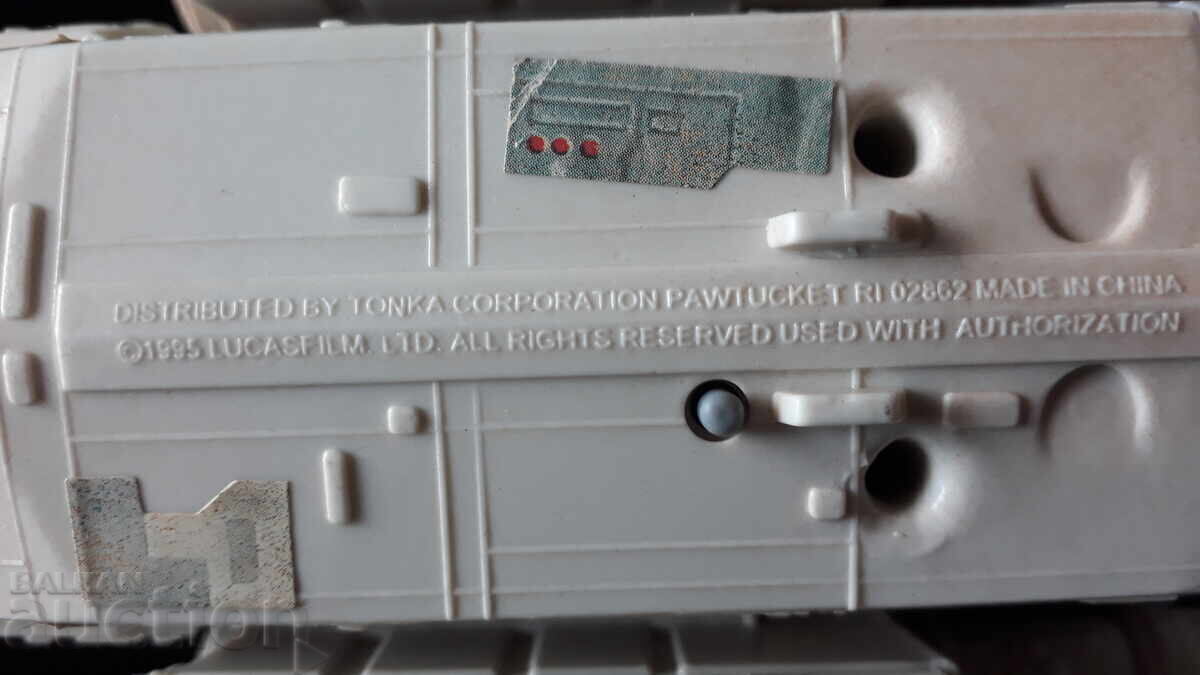 DISTRIBUTED BY TONKA CORPORATION PAWTUCKET RI 02862 MADE IN CHINA
©1995 LUCASFILM. LTD. ALL RIGHTS RESERVED USED WITH AUTHORIZATION
BALKAN
auction